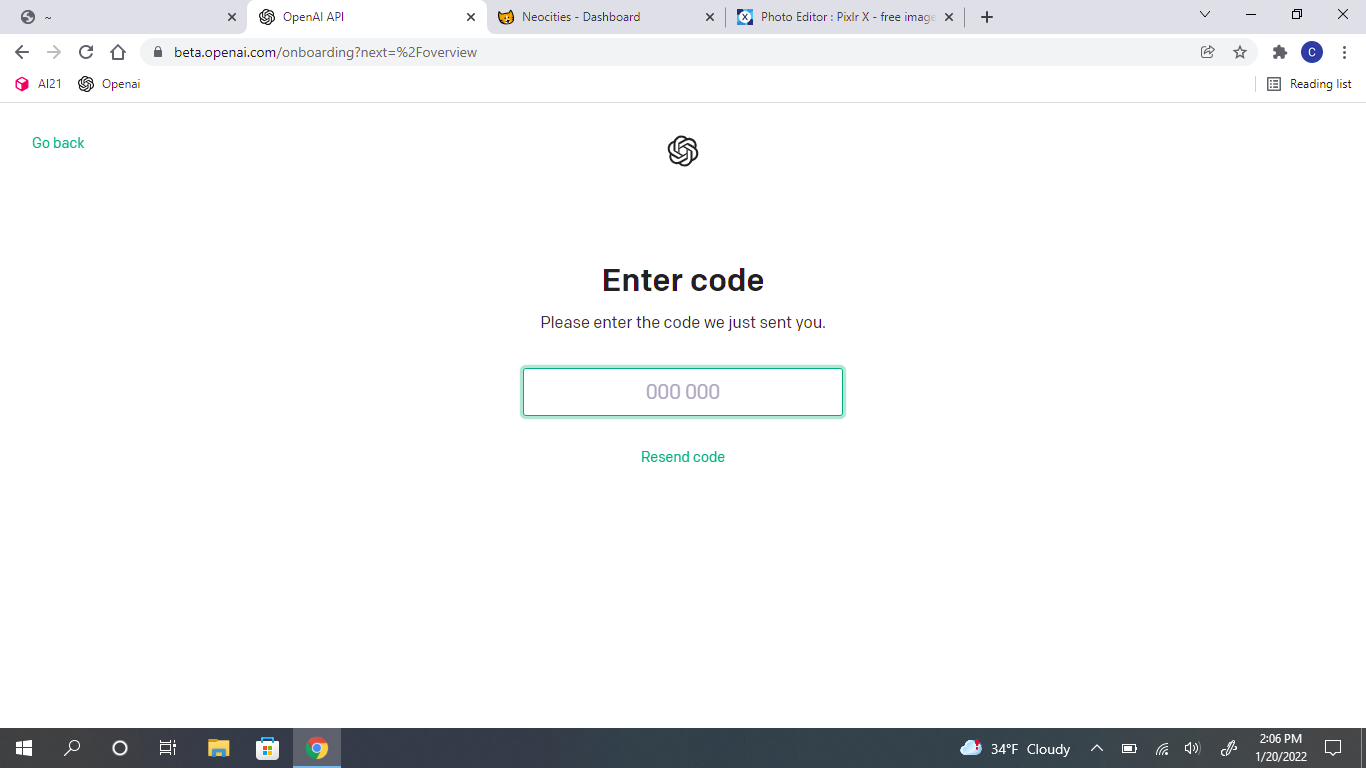 ~
OpenAI API
Neocities - Dashboard
Photo Editor : Pixlr X - free image
beta.openai.com/onboarding?next=%2Foverview
C
AI21
Openai
Reading list
Go back
Enter code
Please enter the code we just sent you.
000 000
Resend code
34°F Cloudy
2:06 PM
1/20/2022